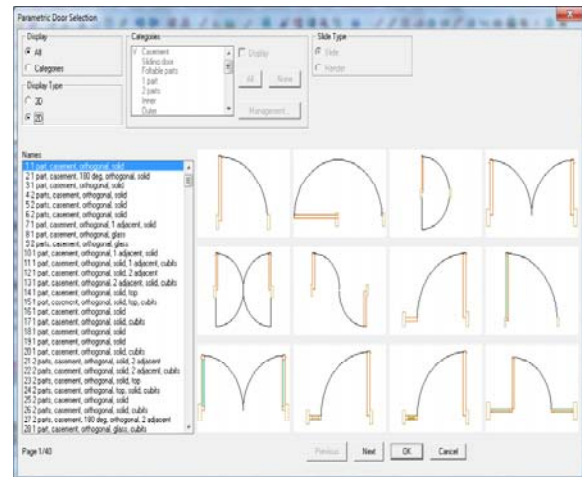 Parametric Door Selection
Display
All
Categories
Display Type
3D
2D
Categories
V Casement
Sliding door
Foldable parts
1 part
2 parts
Inner
Outer
Display
All
None
Management...
Slide Type
Slide
Names
1 1 part, casement, orthogonal, solid
2 1 part, casement, 180 deg, orthogonal, solid
3 1 part, casement, orthogonal, solid
4 2 parts, casement, orthogonal, solid
5 2 parts, casement, orthogonal, solid
6 2 parts, casement, orthogonal, solid
7 1 part, casement, orthogonal, 1 adjacent, solid
8 1 part, casement, orthogonal, glass
9 2 parts, casement, orthogonal, glass
10 1 part, casement, orthogonal, 1 adjacent, solid
11 1 part, casement, orthogonal, solid, 1 adjacent, cubits
12 1 part, casement, orthogonal, solid, 2 adjacent
13 1 part, casement, orthogonal, 2 adjacent, solid, cubits
14 1 part, casement, orthogonal, solid, top
15 1 part, casement, orthogonal, solid, top, cubits
16 1 part, casement, orthogonal, solid
17 1 part, casement, orthogonal, solid, cubits
18 1 part, casement, orthogonal, solid
19 1 part, casement, orthogonal, solid
20 1 part, casement, orthogonal, solid, cubits
21 2 parts, casement, orthogonal, solid, 2 adjacent
22 2 parts, casement, orthogonal, solid, 2 adjacent, cubits
23 2 parts, casement, orthogonal, solid, top
24 2 parts, casement, orthogonal, top, solid, cubits
25 2 parts, casement, orthogonal, solid
26 2 parts, casement, orthogonal, solid, cubits
27 2 parts, casement, 180 deg, orthogonal, 2 adjacent
28 1 part, casement, orthogonal, glass, cubits
Page 1/40
Previous
Next
OK
Cancel